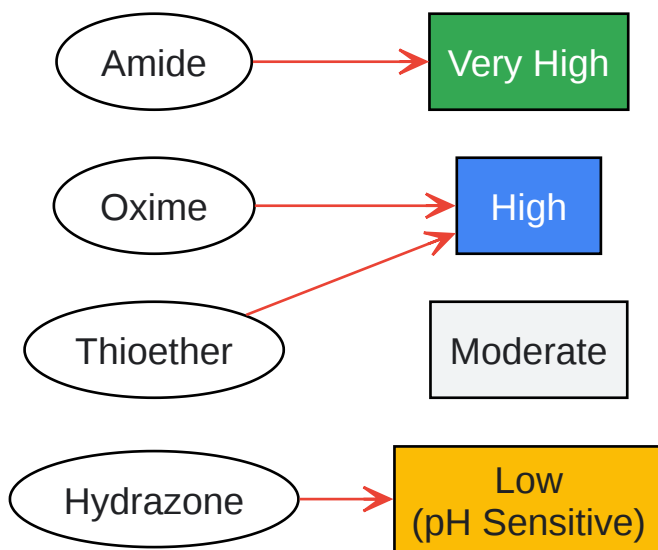 Amide
Very High
Oxime
High
Thioether
Moderate
Hydrazone
Low
(pH Sensitive)